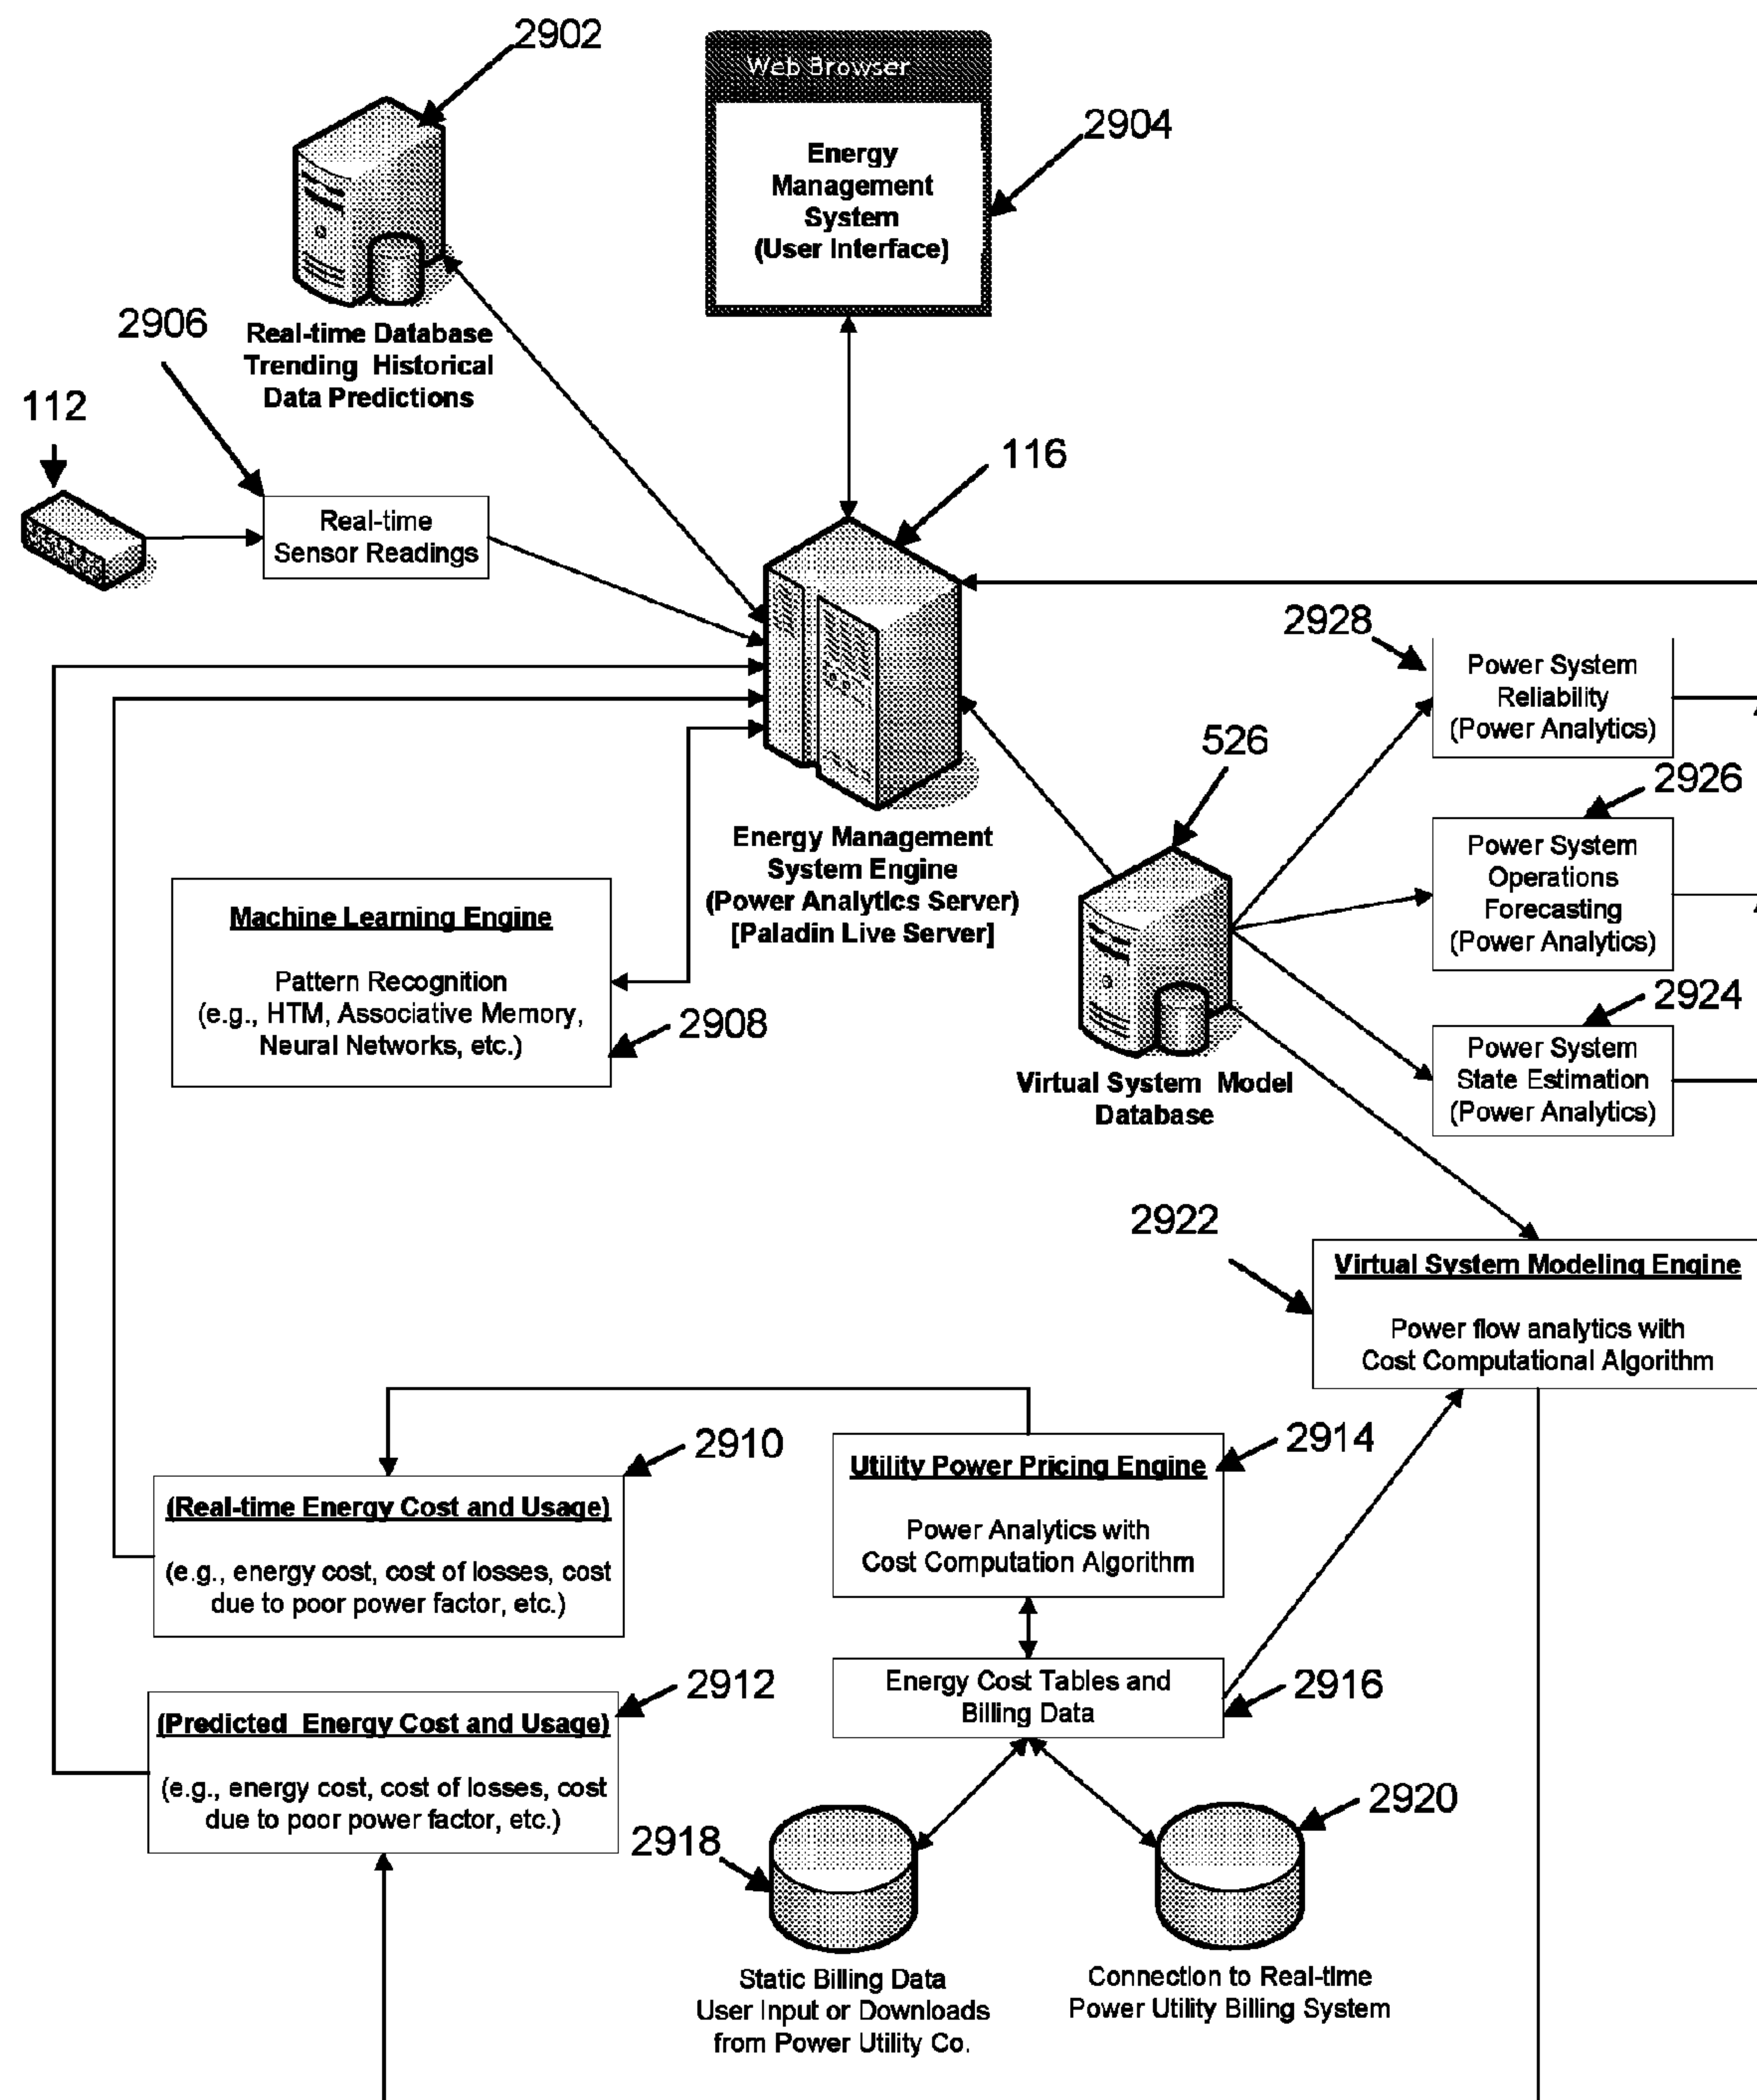 2902
Web Browser
2904
Energy
Management
System
(User Interface)
2906
Real-time Database
Trending Historical
Data Predictions
112
116
Real-time
Sensor Readings
2928
Power System
Reliability
(Power Analytics)
526
2926
Power System
Operations
Forecasting
(Power Analytics)
Energy Management
System Engine
(Power Analytics Server)
[Paladin Live Server]
Machine Learning Engine
Pattern Recognition
(e.g., HTM, Associative Memory,
Neural Networks, etc.)
2908
2924
Power System
State Estimation
(Power Analytics)
Virtual System Model
Database
2922
Virtual System Modeling Engine
Power flow analytics with
Cost Computational Algorithm
2910
2914
(Real-time Energy Cost and Usage)
(e.g., energy cost, cost of losses, cost
due to poor power factor, etc.)
Utility Power Pricing Engine
Power Analytics with
Cost Computation Algorithm
2912
Energy Cost Tables and
Billing Data
2916
(Predicted Energy Cost and Usage)
(e.g., energy cost, cost of losses, cost
due to poor power factor, etc.)
2918
2920
Static Billing Data
User Input or Downloads
from Power Utility Co.
Connection to Real-time
Power Utility Billing System